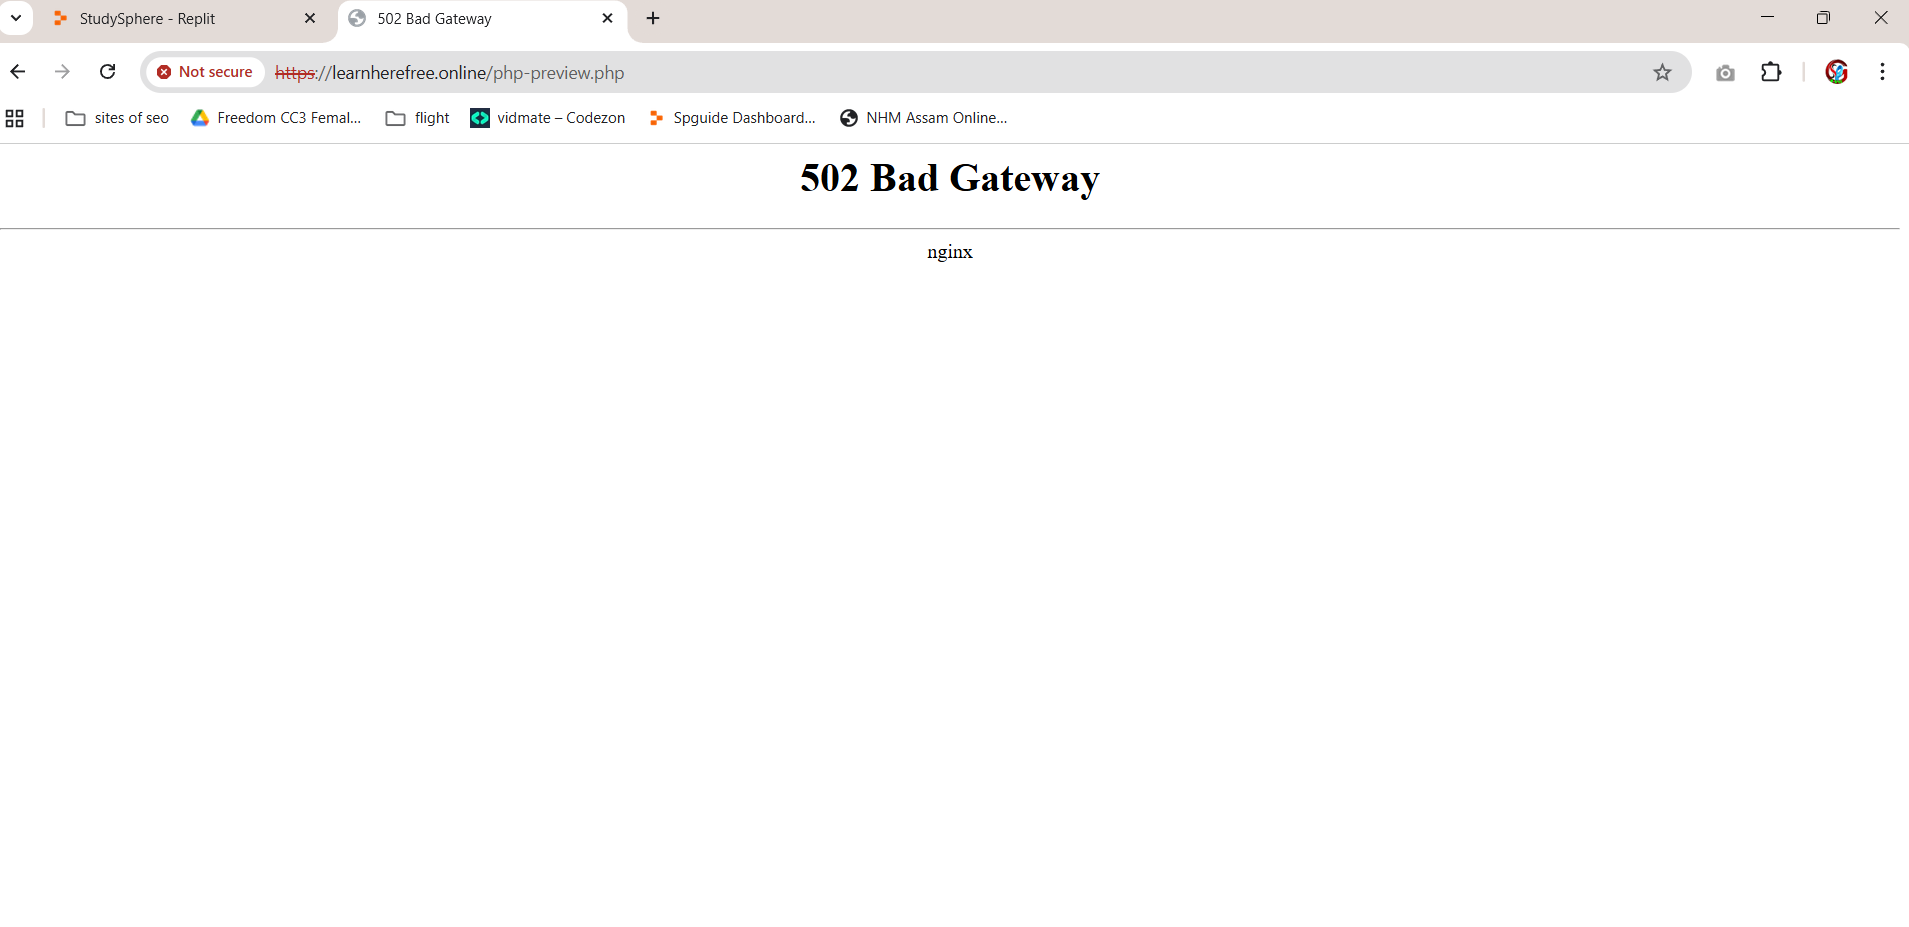 StudySphere - Replit
502 Bad Gateway
Not secure
https://learnherefree.online/php-preview.php
sites of seo
Freedom CC3 Femal...
flight
vidmate – Codezon
Spguide Dashboard...
NHM Assam Online...
502 Bad Gateway
nginx